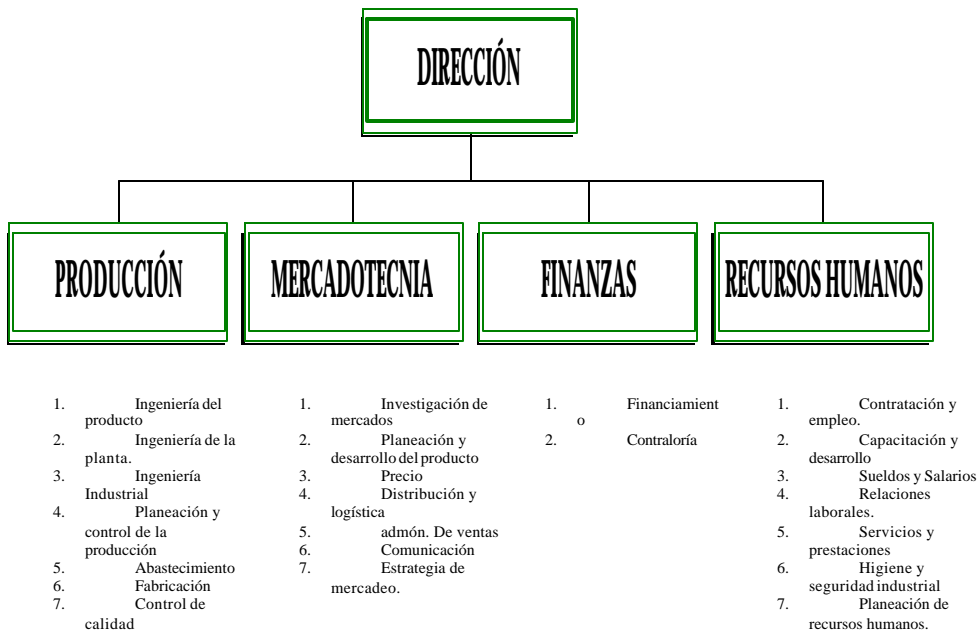 DIRECCIÓN
PRODUCCIÓN
MERCADOTECNIA
FINANZAS
RECURSOS HUMANOS
1. Ingeniería del
producto
2. Ingeniería de la
planta.
3. Ingeniería
Industrial
4. Planeación y
control de la
producción
5. Abastecimiento
6. Fabricación
7. Control de
calidad
1. Investigación de
mercados
2. Planeación y
desarrollo del producto
3. Precio
4. Distribución y
logística
5. admón. De ventas
6. Comunicación
7. Estrategia de
mercadeo.
1. Financiamient
o
2. Contraloría
1. Contratación y
empleo.
2. Capacitación y
desarrollo
3. Sueldos y Salarios
4. Relaciones
laborales.
5. Servicios y
prestaciones
6. Higiene y
seguridad industrial
7. Planeación de
recursos humanos.